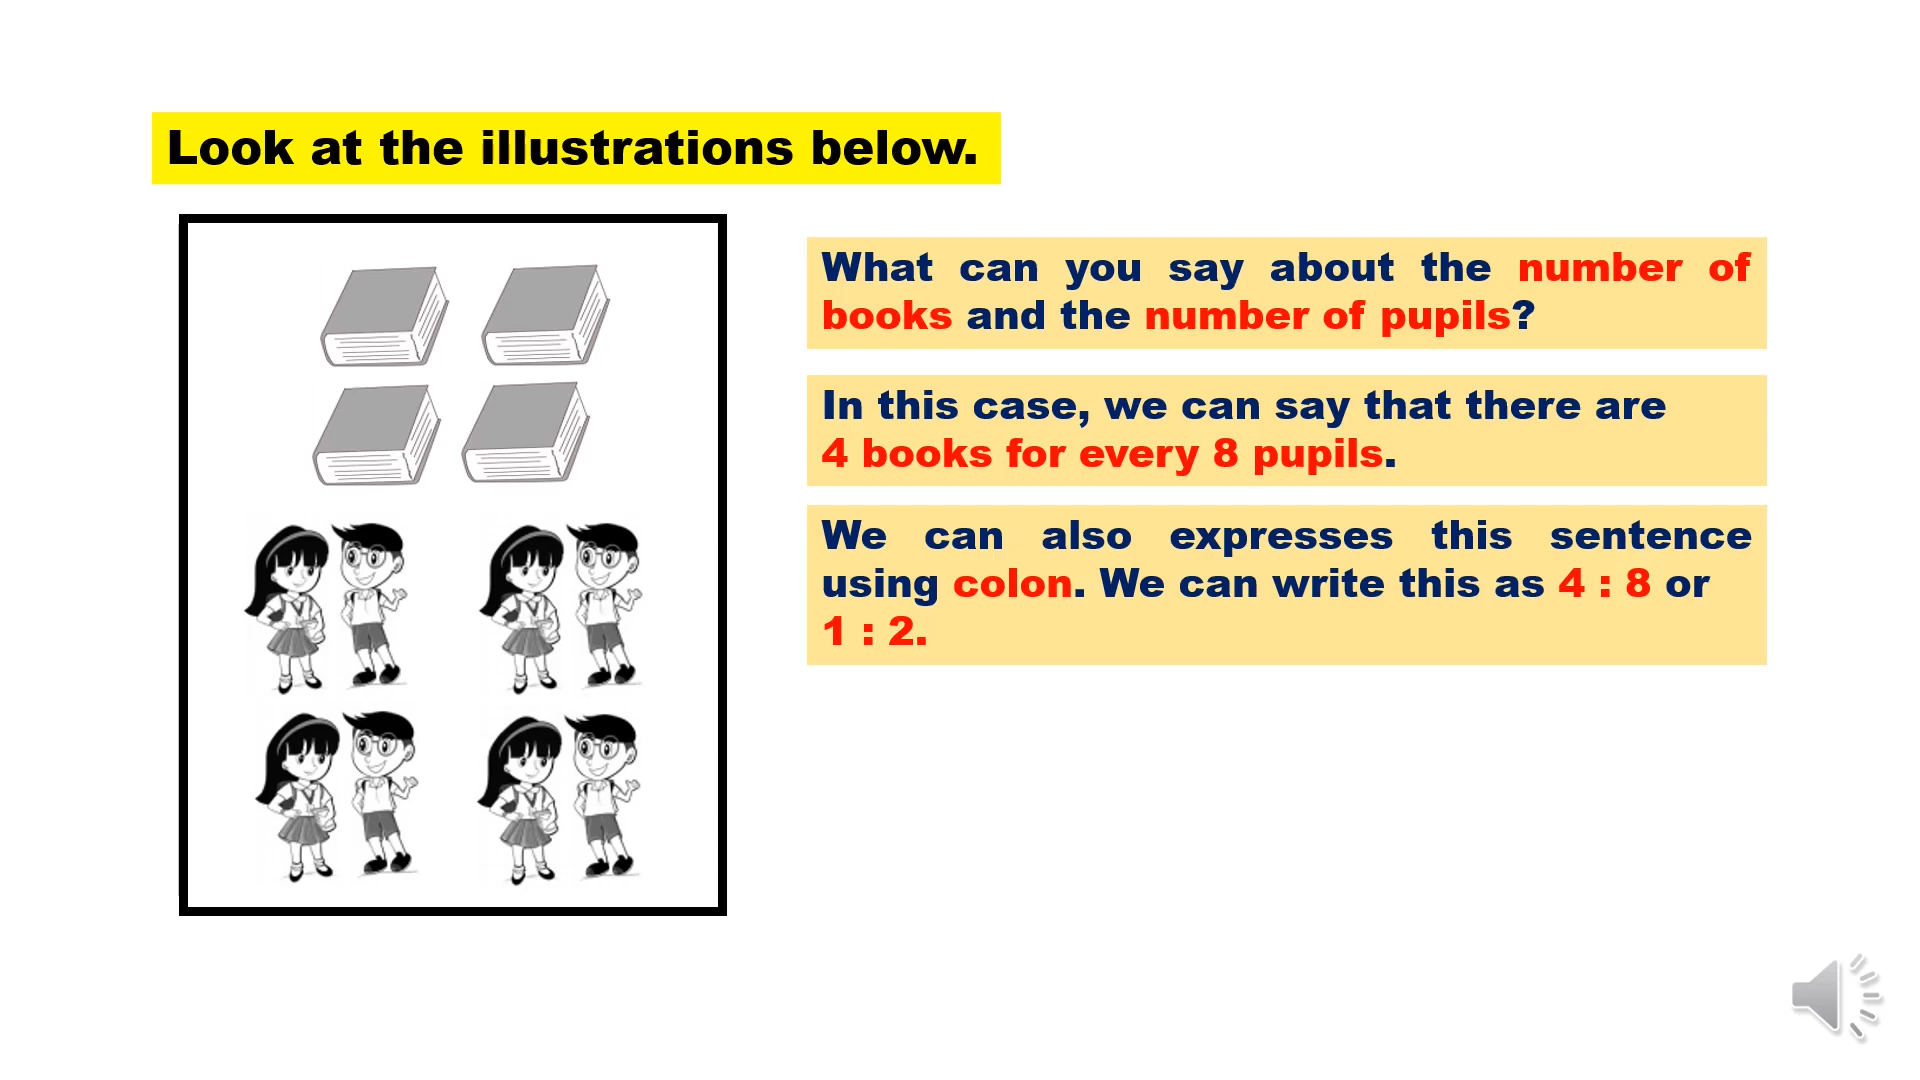 Look at the illustrations below.
What can you say about the number of
books and the number of pupils?
In this case, we can say that there are
4 books for every 8 pupils.
We can also expresses this sentence
using colon. We can write this as 4 : 8 or
1 : 2.